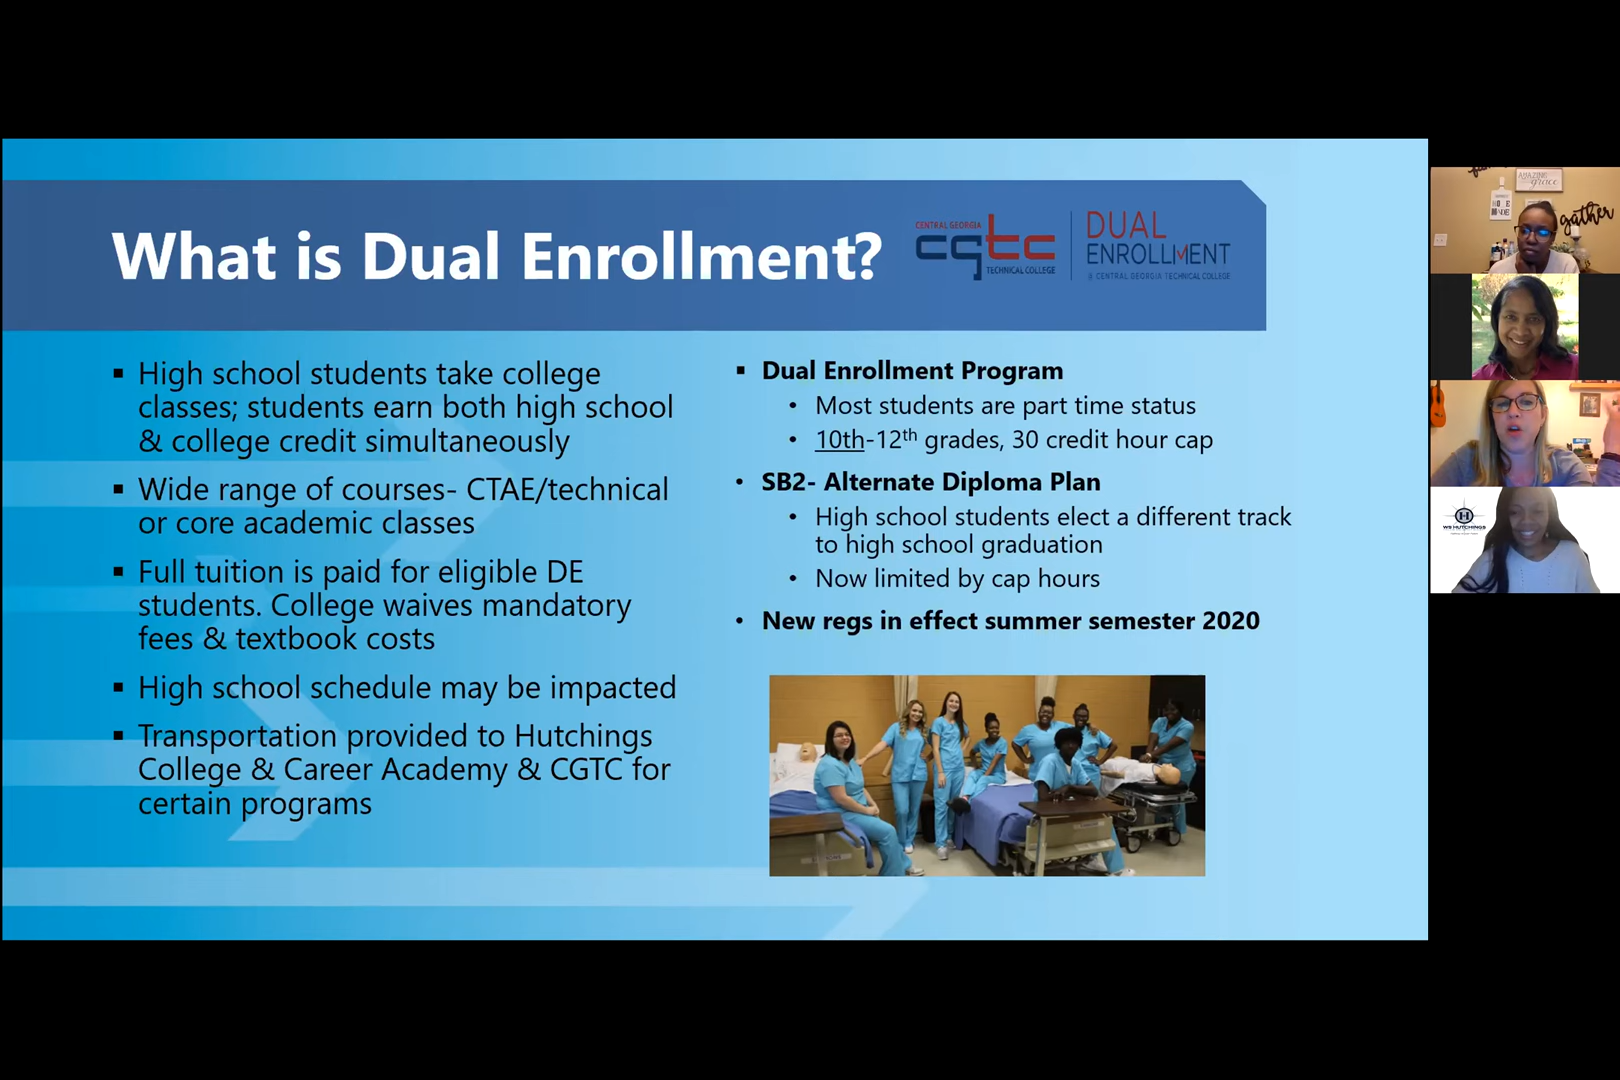 What is Dual Enrollment?
CENTRAL GEORGIA
cgtc
TECHNICAL COLLEGE
DUAL
ENROLLMENT
@ CENTRAL GEORGIA TECHNICAL COLLEGE
▪ High school students take college
classes; students earn both high school
& college credit simultaneously
▪ Wide range of courses- CTAE/technical
or core academic classes
▪ Full tuition is paid for eligible DE
students. College waives mandatory
fees & textbook costs
▪ High school schedule may be impacted
▪ Transportation provided to Hutchings
College & Career Academy & CGTC for
certain programs
▪ Dual Enrollment Program
• Most students are part time status
• 10th-12th grades, 30 credit hour cap
• SB2- Alternate Diploma Plan
• High school students elect a different track
to high school graduation
• Now limited by cap hours
• New regs in effect summer semester 2020
AMAZING
grace
gather
H
WS HUTCHINGS